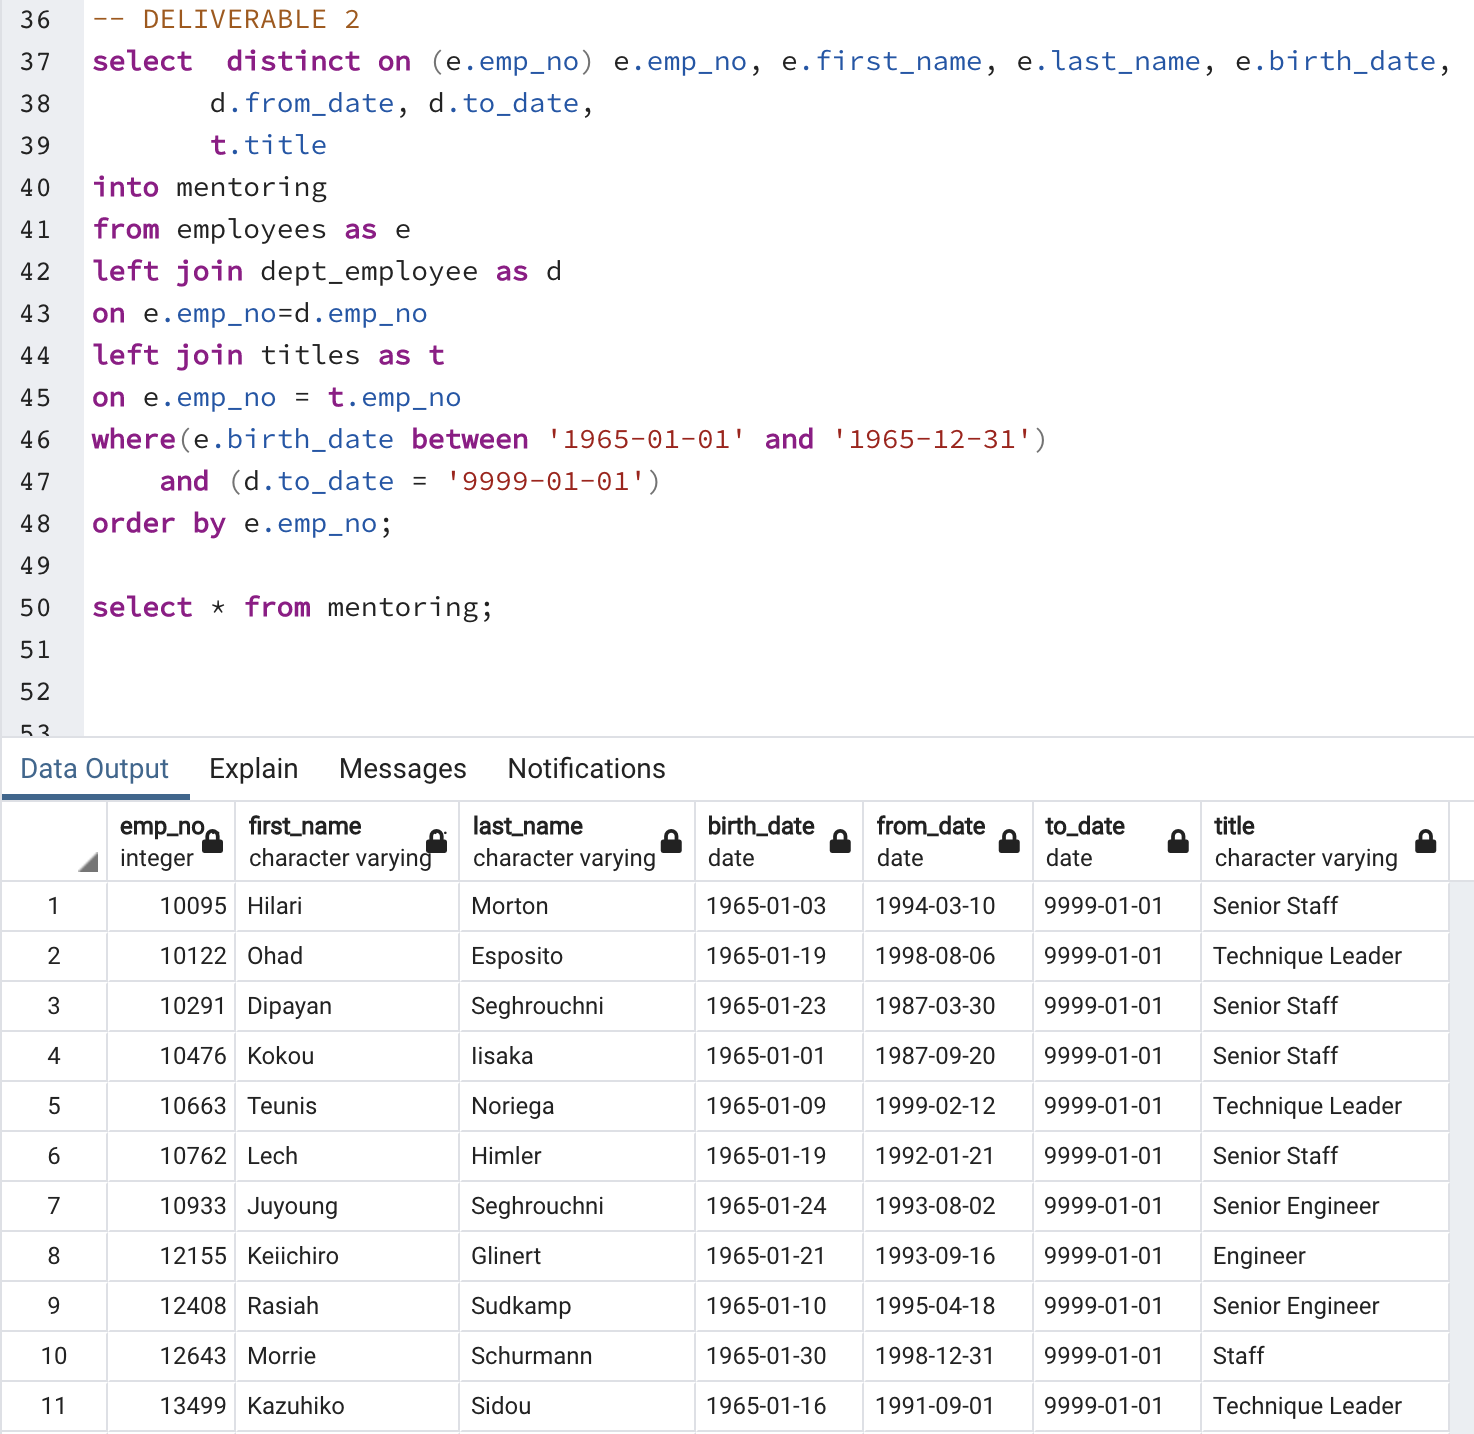 36 -- DELIVERABLE 2
37 select  distinct on (e.emp_no) e.emp_no, e.first_name, e.last_name, e.birth_date,
38        d.from_date, d.to_date,
39        t.title
40 into mentoring
41 from employees as e
42 left join dept_employee as d
43 on e.emp_no=d.emp_no
44 left join titles as t
45 on e.emp_no = t.emp_no
46 where(e.birth_date between '1965-01-01' and '1965-12-31')
47     and (d.to_date = '9999-01-01')
48 order by e.emp_no;
49
50 select * from mentoring;
51
52
53
Data Output Explain Messages Notifications
emp_no first_name last_name birth_date from_date to_date title
integer character varying character varying date date date character varying
1 10095 Hilari Morton 1965-01-03 1994-03-10 9999-01-01 Senior Staff
2 10122 Ohad Esposito 1965-01-19 1998-08-06 9999-01-01 Technique Leader
3 10291 Dipayan Seghrouchni 1965-01-23 1987-03-30 9999-01-01 Senior Staff
4 10476 Kokou Iisaka 1965-01-01 1987-09-20 9999-01-01 Senior Staff
5 10663 Teunis Noriega 1965-01-09 1999-02-12 9999-01-01 Technique Leader
6 10762 Lech Himler 1965-01-19 1992-01-21 9999-01-01 Senior Staff
7 10933 Juyoung Seghrouchni 1965-01-24 1993-08-02 9999-01-01 Senior Engineer
8 12155 Keiichiro Glinert 1965-01-21 1993-09-16 9999-01-01 Engineer
9 12408 Rasiah Sudkamp 1965-01-10 1995-04-18 9999-01-01 Senior Engineer
10 12643 Morrie Schurmann 1965-01-30 1998-12-31 9999-01-01 Staff
11 13499 Kazuhiko Sidou 1965-01-16 1991-09-01 9999-01-01 Technique Leader